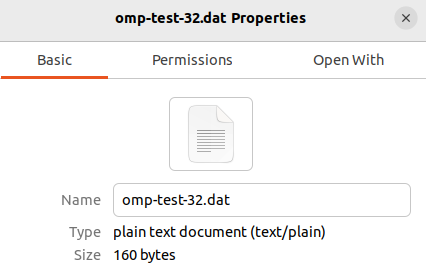 omp-test-32.dat Properties
Basic Permissions Open With
Name omp-test-32.dat
Type plain text document (text/plain)
Size 160 bytes